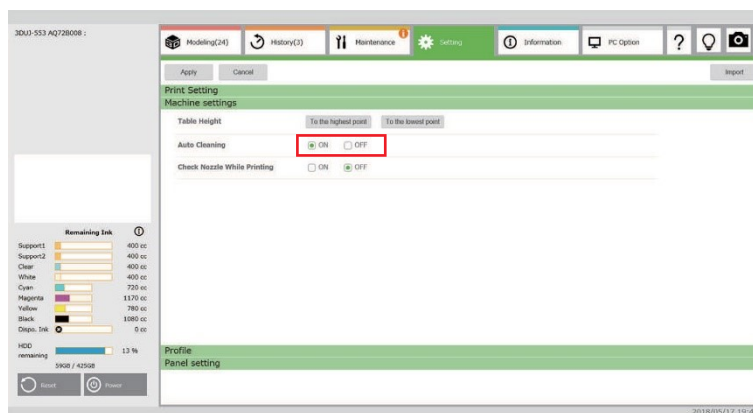 3DUJ-553 AQ72B008 :
Modeling(24) History(3) Maintenance Setting Information PC Option
Apply Cancel Import
Print Setting
Machine settings
Table Height To the highest point To the lowest point
Auto Cleaning ON OFF
Check Nozzle While Printing ON OFF
Remaining Ink
Support1 400 cc
Support2 400 cc
Clear 400 cc
White 400 cc
Cyan 720 cc
Magenta 1170 cc
Yellow 780 cc
Black 1080 cc
Dispo. Ink 0 cc
HDD
remaining 13 %
59GB / 425GB
Reset Power
Profile
Panel setting